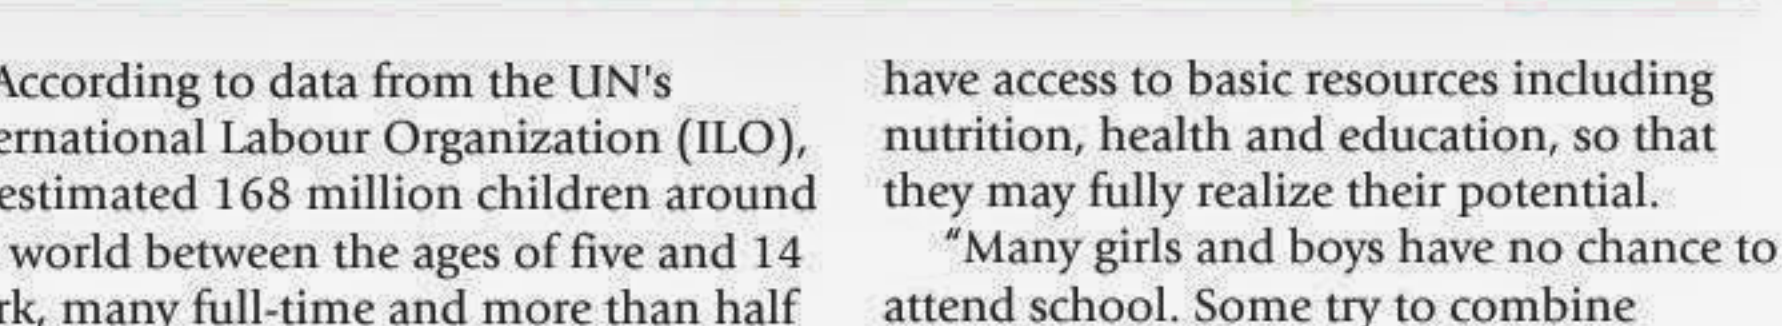 According to data from the UN's
ernational Labour Organization (ILO),
estimated 168 million children around
world between the ages of five and 14
rk, many full-time and more than half
have access to basic resources including
nutrition, health and education, so that
they may fully realize their potential.
“Many girls and boys have no chance to
attend school. Some try to combine